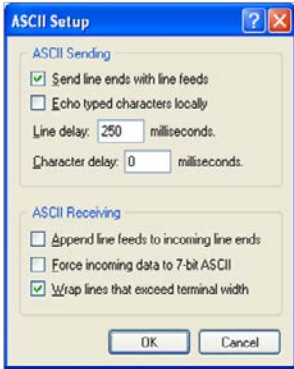 ASCII Setup
ASCII Sending
Send line ends with line feeds
Echo typed characters locally
Line delay: 250 milliseconds.
Character delay: 0 milliseconds.
ASCII Receiving
Append line feeds to incoming line ends
Force incoming data to 7-bit ASCII
Wrap lines that exceed terminal width
OK Cancel